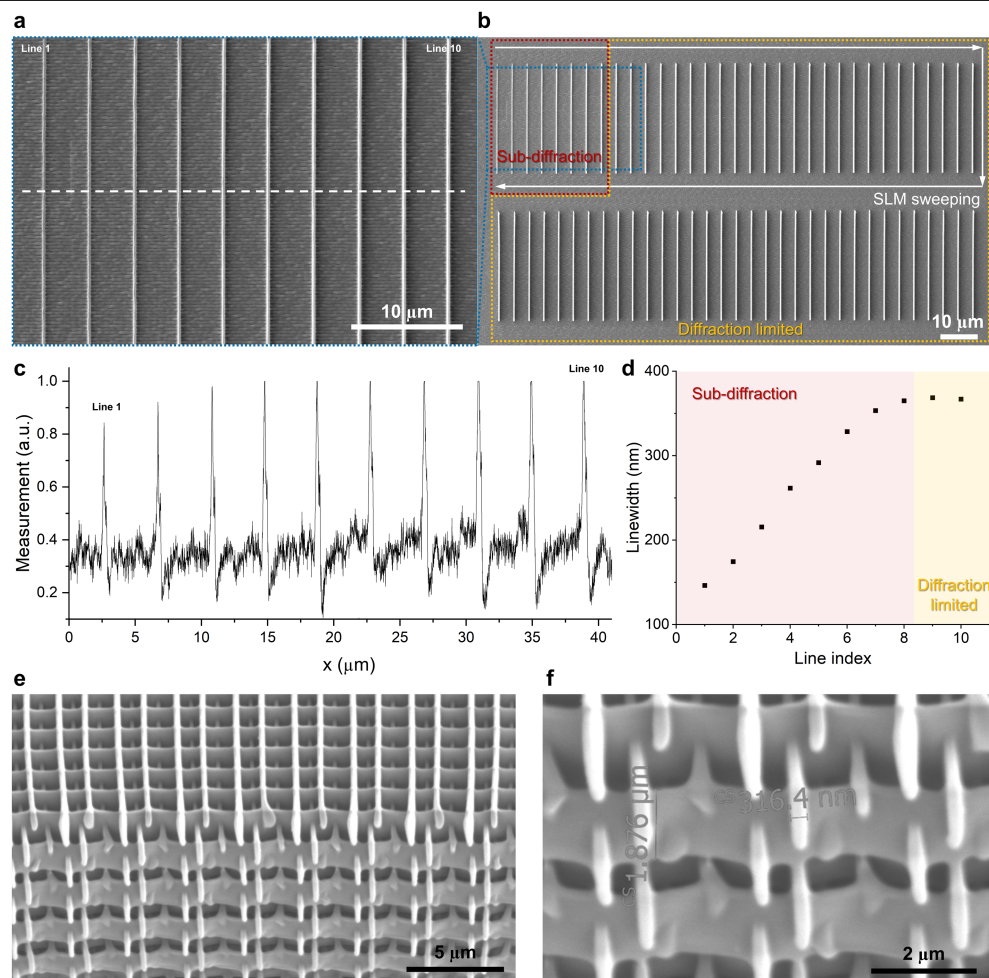 a
Line 1
Line 10
10 μm
b
Sub-diffraction
SLM sweeping
Diffraction limited
10 μm
c
Measurement (a.u.)
1.0
0.8
0.6
0.4
0.2
Line 1
Line 10
0
5
10
15
20
25
30
35
40
x (μm)
d
Linewidth (nm)
400
300
200
100
Sub-diffraction
Diffraction
limited
0
2
4
6
8
10
Line index
e
5 μm
f
1.876 μm
316.4 nm
2 μm